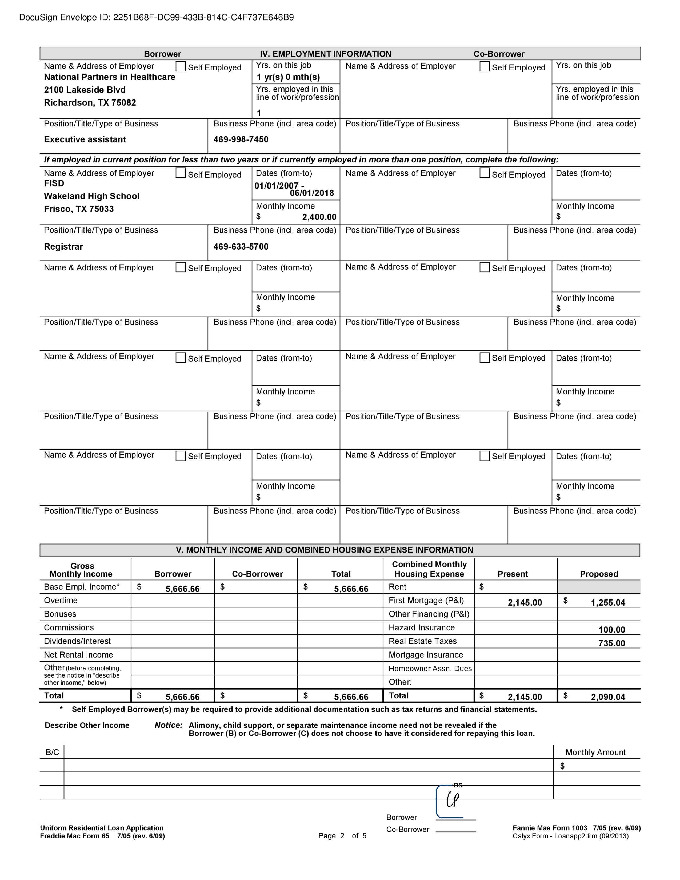 DocuSign Envelope ID: 2251B68F-DC99-433B-814C-C4F737E646B9
Borrower IV. EMPLOYMENT INFORMATION Co-Borrower
Name & Address of Employer Self Employed Yrs. on this job Name & Address of Employer Self Employed Yrs. on this job
National Partners in Healthcare 1 yr(s) 0 mth(s)
2100 Lakeside Blvd Yrs. employed in this line of work/profession Yrs. employed in this line of work/profession
Richardson, TX 75082
1
Position/Title/Type of Business Business Phone (incl. area code) Position/Title/Type of Business Business Phone (incl. area code)
Executive assistant 469-998-7450
If employed in current position for less than two years or if currently employed in more than one position, complete the following:
Name & Address of Employer Self Employed Dates (from-to) Name & Address of Employer Self Employed Dates (from-to)
FISD 01/01/2007 -
Wakeland High School 06/01/2018
Frisco, TX 75033 Monthly Income Monthly Income
$ 2,400.00 $
Position/Title/Type of Business Business Phone (incl. area code) Position/Title/Type of Business Business Phone (incl. area code)
Registrar 469-633-5700
Name & Address of Employer Self Employed Dates (from-to) Name & Address of Employer Self Employed Dates (from-to)
Monthly Income Monthly Income
$ $
Position/Title/Type of Business Business Phone (incl. area code) Position/Title/Type of Business Business Phone (incl. area code)
Name & Address of Employer Self Employed Dates (from-to) Name & Address of Employer Self Employed Dates (from-to)
Monthly Income Monthly Income
$ $
Position/Title/Type of Business Business Phone (incl. area code) Position/Title/Type of Business Business Phone (incl. area code)
Name & Address of Employer Self Employed Dates (from-to) Name & Address of Employer Self Employed Dates (from-to)
Monthly Income Monthly Income
$ $
Position/Title/Type of Business Business Phone (incl. area code) Position/Title/Type of Business Business Phone (incl. area code)
V. MONTHLY INCOME AND COMBINED HOUSING EXPENSE INFORMATION
Gross Monthly Income Borrower Co-Borrower Total Combined Monthly Housing Expense Present Proposed
Base Empl. Income* $ 5,666.66 $ $ 5,666.66 Rent $
Overtime First Mortgage (P&I) 2,145.00 $ 1,255.04
Bonuses Other Financing (P&I)
Commissions Hazard Insurance 100.00
Dividends/Interest Real Estate Taxes 735.00
Net Rental Income Mortgage Insurance
Other (before completing, Homeowner Assn. Dues
see the notice in "describe
other income," below) Other:
Total $ 5,666.66 $ $ 5,666.66 Total $ 2,145.00 $ 2,090.04
* Self Employed Borrower(s) may be required to provide additional documentation such as tax returns and financial statements.
Describe Other Income Notice: Alimony, child support, or separate maintenance income need not be revealed if the
Borrower (B) or Co-Borrower (C) does not choose to have it considered for repaying this loan.
B/C Monthly Amount
$
DS
Borrower
Co-Borrower
Uniform Residential Loan Application Fannie Mae Form 1003 7/05 (rev. 6/09)
Freddie Mac Form 65 7/05 (rev. 6/09) Page 2 of 5 Calyx Form - Loanapp2.frm (09/2013)